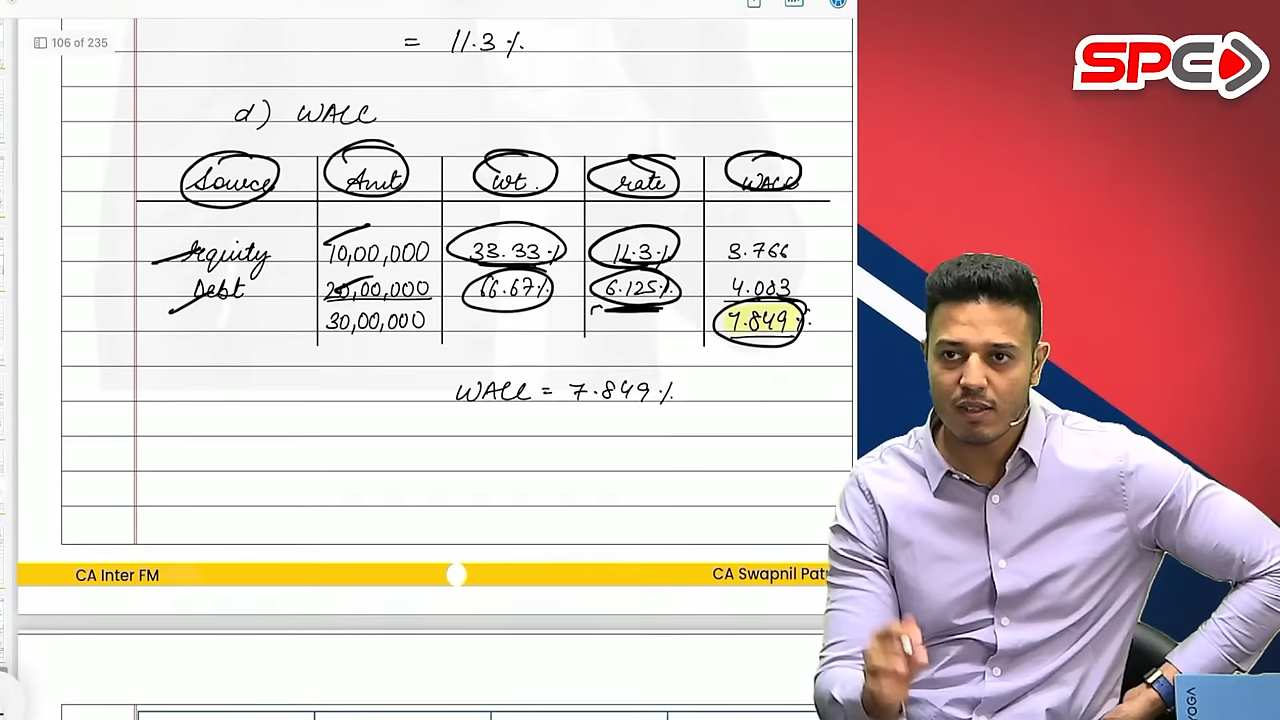 106 of 235
= 11.3%
SPC
d) WACC
Source Amt wt. rate WACC
Equity 10,00,000 33.33% 11.3% 3.766
Debt 20,00,000 66.67% 6.125% 4.083
30,00,000 7.849%
WACC = 7.849%
CA Inter FM
CA Swapnil Pat